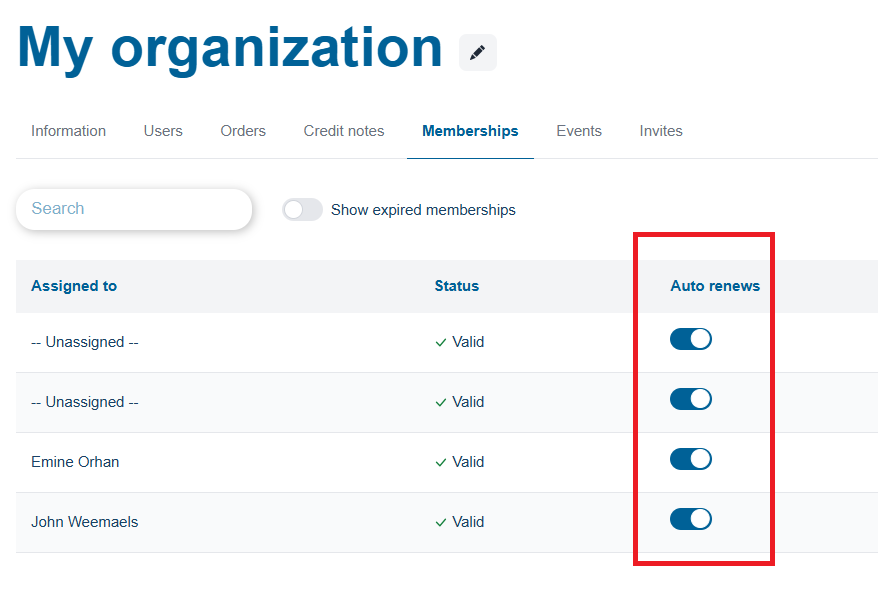 My organization
Information Users Orders Credit notes Memberships Events Invites
Search Show expired memberships
Assigned to Status Auto renews
-- Unassigned -- Valid
-- Unassigned -- Valid
Emine Orhan Valid
John Weemaels Valid